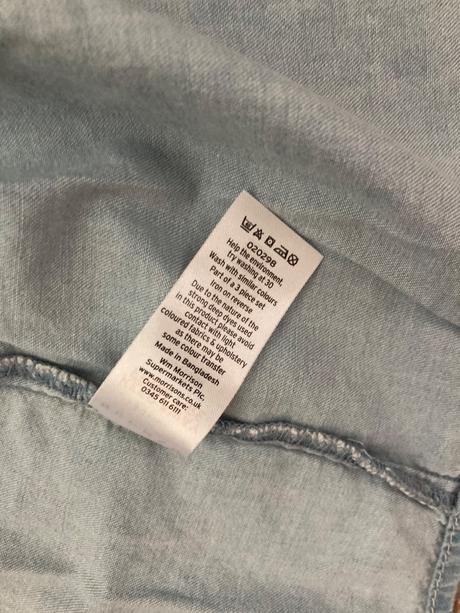 020298
Help the environment,
try washing at 30
Wash with similar colours
Part of a 3 piece set
Iron on reverse
Due to the nature of the
strong deep dyes used
in this product please avoid
contact with light
coloured fabrics & upholstery
as there may be
some colour transfer
Made in Bangladesh
Wm Morrison
Supermarkets Plc.
www.morrisons.co.uk
Customer care:
0345 611 6111